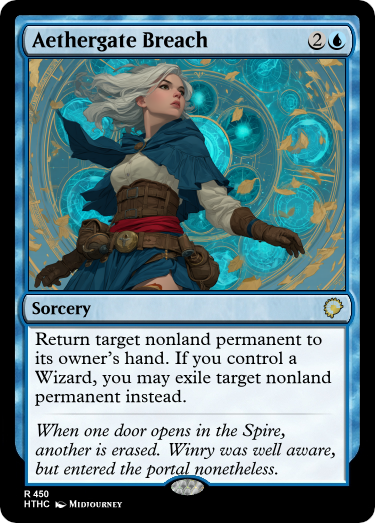 Aethergate Breach 2
Sorcery
Return target nonland permanent to
its owner's hand. If you control a
Wizard, you may exile target nonland
permanent instead.
When one door opens in the Spire,
another is erased. Winry was well aware,
but entered the portal nonetheless.
R 450
HTHC MIDJOURNEY